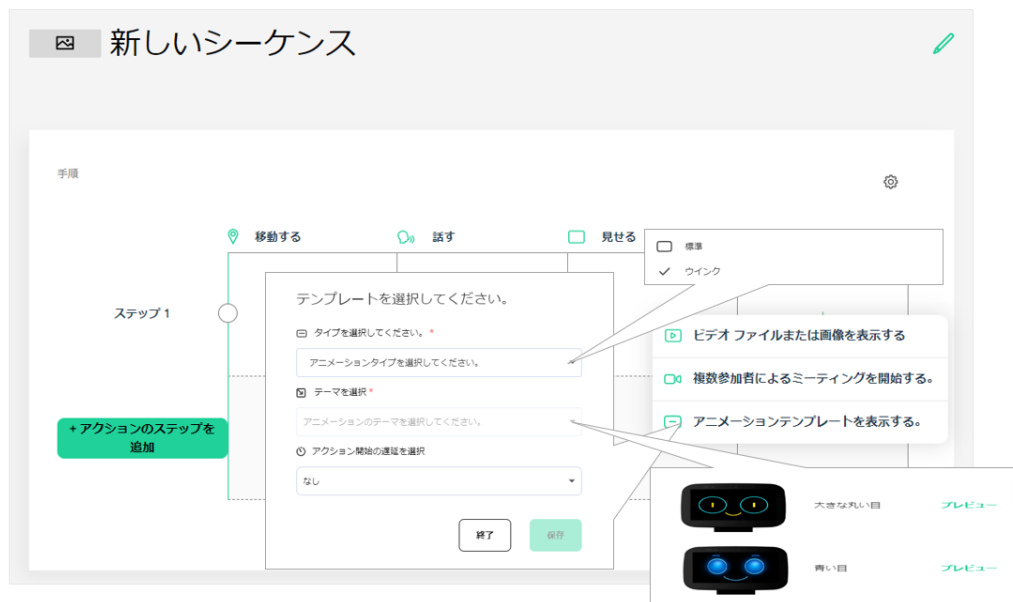 新しいシーケンス
手順
移動する
話す
見せる
標準
ウインク
ステップ 1
テンプレートを選択してください。
タイプを選択してください。 *
アニメーションタイプを選択してください。
テーマを選択 *
アニメーションのテーマを選択してください。
アクション開始の遅延を選択
なし
終了
保存
+ アクションのステップを
追加
ビデオ ファイルまたは画像を表示する
複数参加者によるミーティングを開始する。
アニメーションテンプレートを表示する。
大きな丸い目
プレビュー
青い目
プレビュー